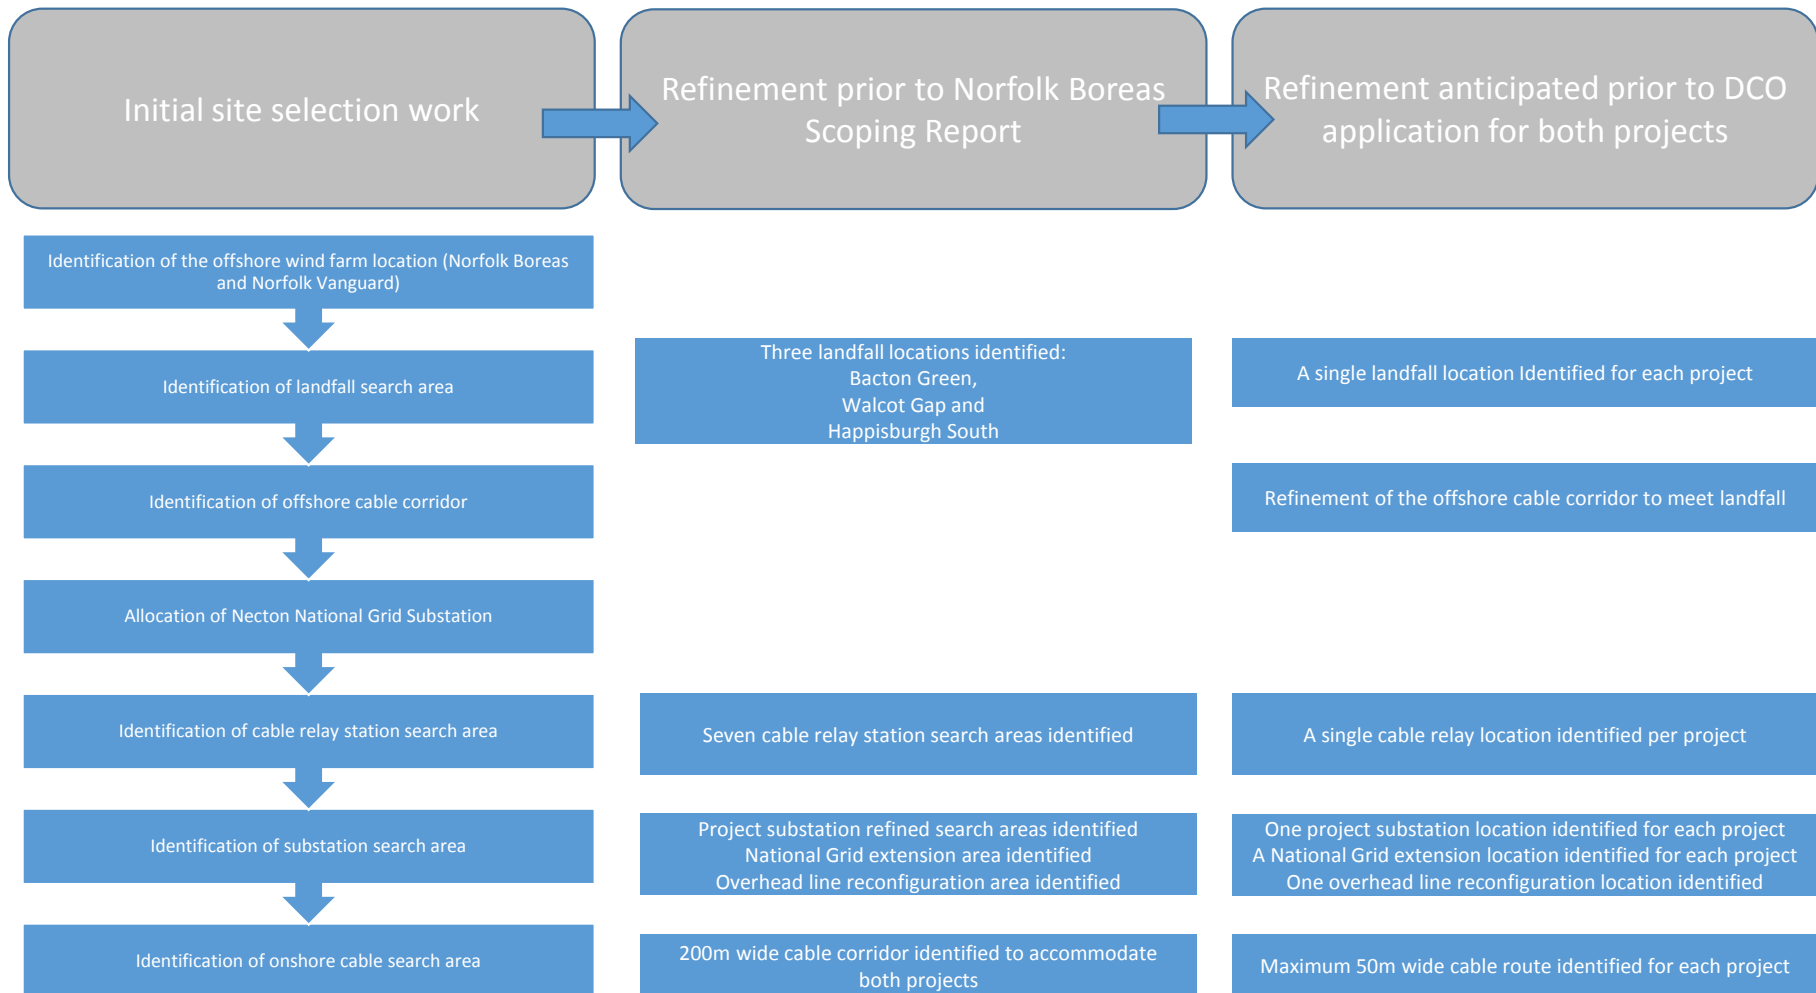 Initial site selection work
Refinement prior to Norfolk Boreas
Scoping Report
Refinement anticipated prior to DCO
application for both projects
Identification of the offshore wind farm location (Norfolk Boreas
and Norfolk Vanguard)
Identification of landfall search area
Three landfall locations identified:
Bacton Green,
Walcot Gap and
Happisburgh South
A single landfall location Identified for each project
Identification of offshore cable corridor
Refinement of the offshore cable corridor to meet landfall
Allocation of Necton National Grid Substation
Identification of cable relay station search area
Seven cable relay station search areas identified
A single cable relay location identified per project
Identification of substation search area
Project substation refined search areas identified
National Grid extension area identified
Overhead line reconfiguration area identified
One project substation location identified for each project
A National Grid extension location identified for each project
One overhead line reconfiguration location identified
Identification of onshore cable search area
200m wide cable corridor identified to accommodate
both projects
Maximum 50m wide cable route identified for each project